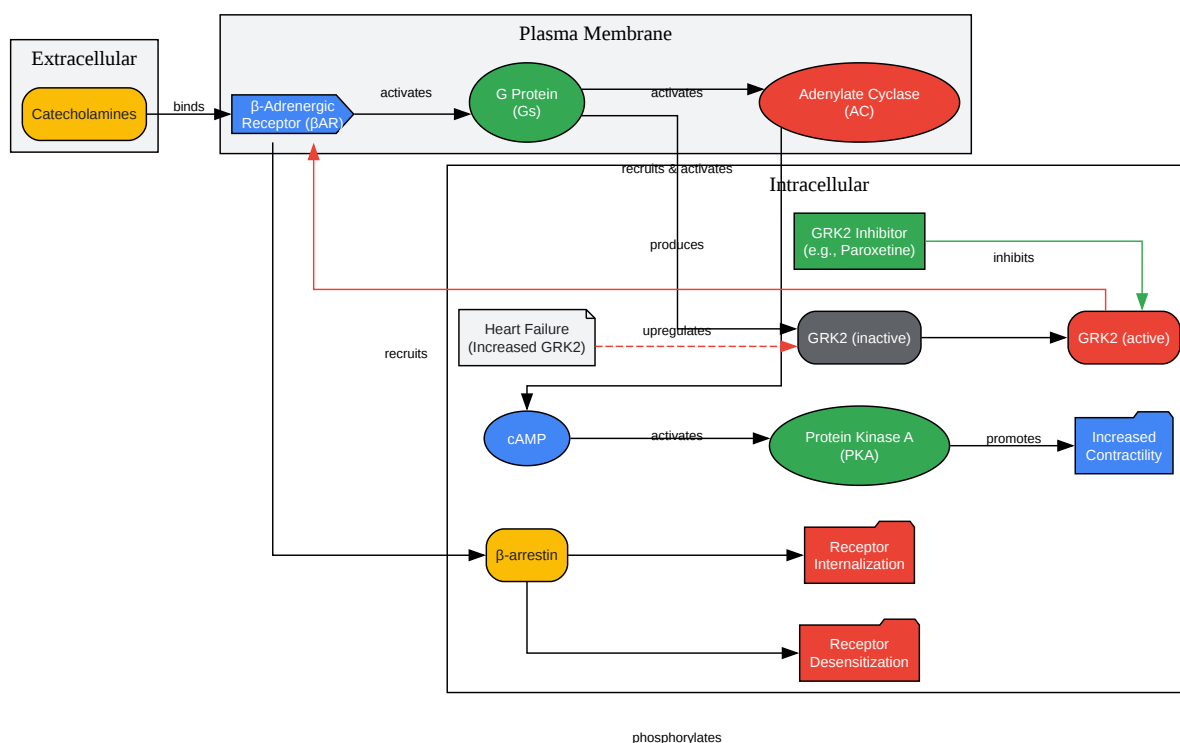 Plasma Membrane
Extracellular
Catecholamines
binds
β-Adrenergic
Receptor (βAR)
activates
G Protein
(Gs)
activates
Adenylate Cyclase
(AC)
recruits & activates
Intracellular
GRK2 Inhibitor
(e.g., Paroxetine)
produces
inhibits
Heart Failure
(Increased GRK2)
upregulates
GRK2 (inactive)
GRK2 (active)
recruits
cAMP
activates
Protein Kinase A
(PKA)
promotes
Increased
Contractility
β-arrestin
Receptor
Internalization
Receptor
Desensitization
phosphorylates